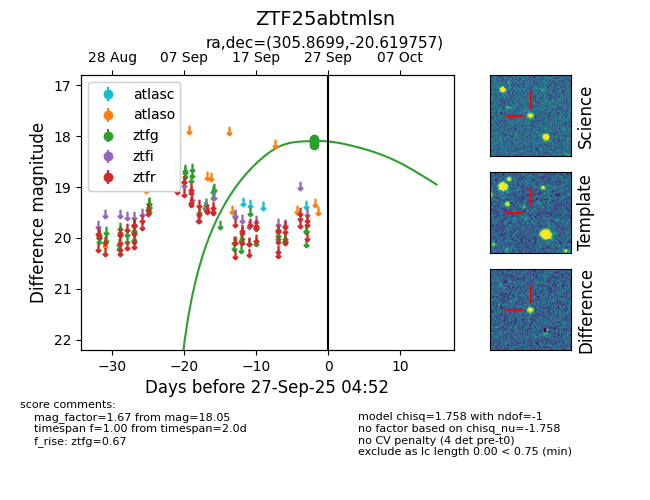 ZTF25abtmlsn
ra,dec=(305.8699,-20.619757)
28 Aug 07 Sep 17 Sep 27 Sep 07 Oct
17
18
19
20
21
22
Difference magnitude
atlasc
atlaso
ztfg
ztfi
ztfr
−30 −20 −10 0 10
Days before 27-Sep-25 04:52
Science
Template
Difference
score comments:
mag_factor=1.67 from mag=18.05
timespan f=1.00 from timespan=2.0d
f_rise: ztfg=0.67
model chisq=1.758 with ndof=-1
no factor based on chisq_nu=-1.758
no CV penalty (4 det pre-t0)
exclude as lc length 0.00 < 0.75 (min)